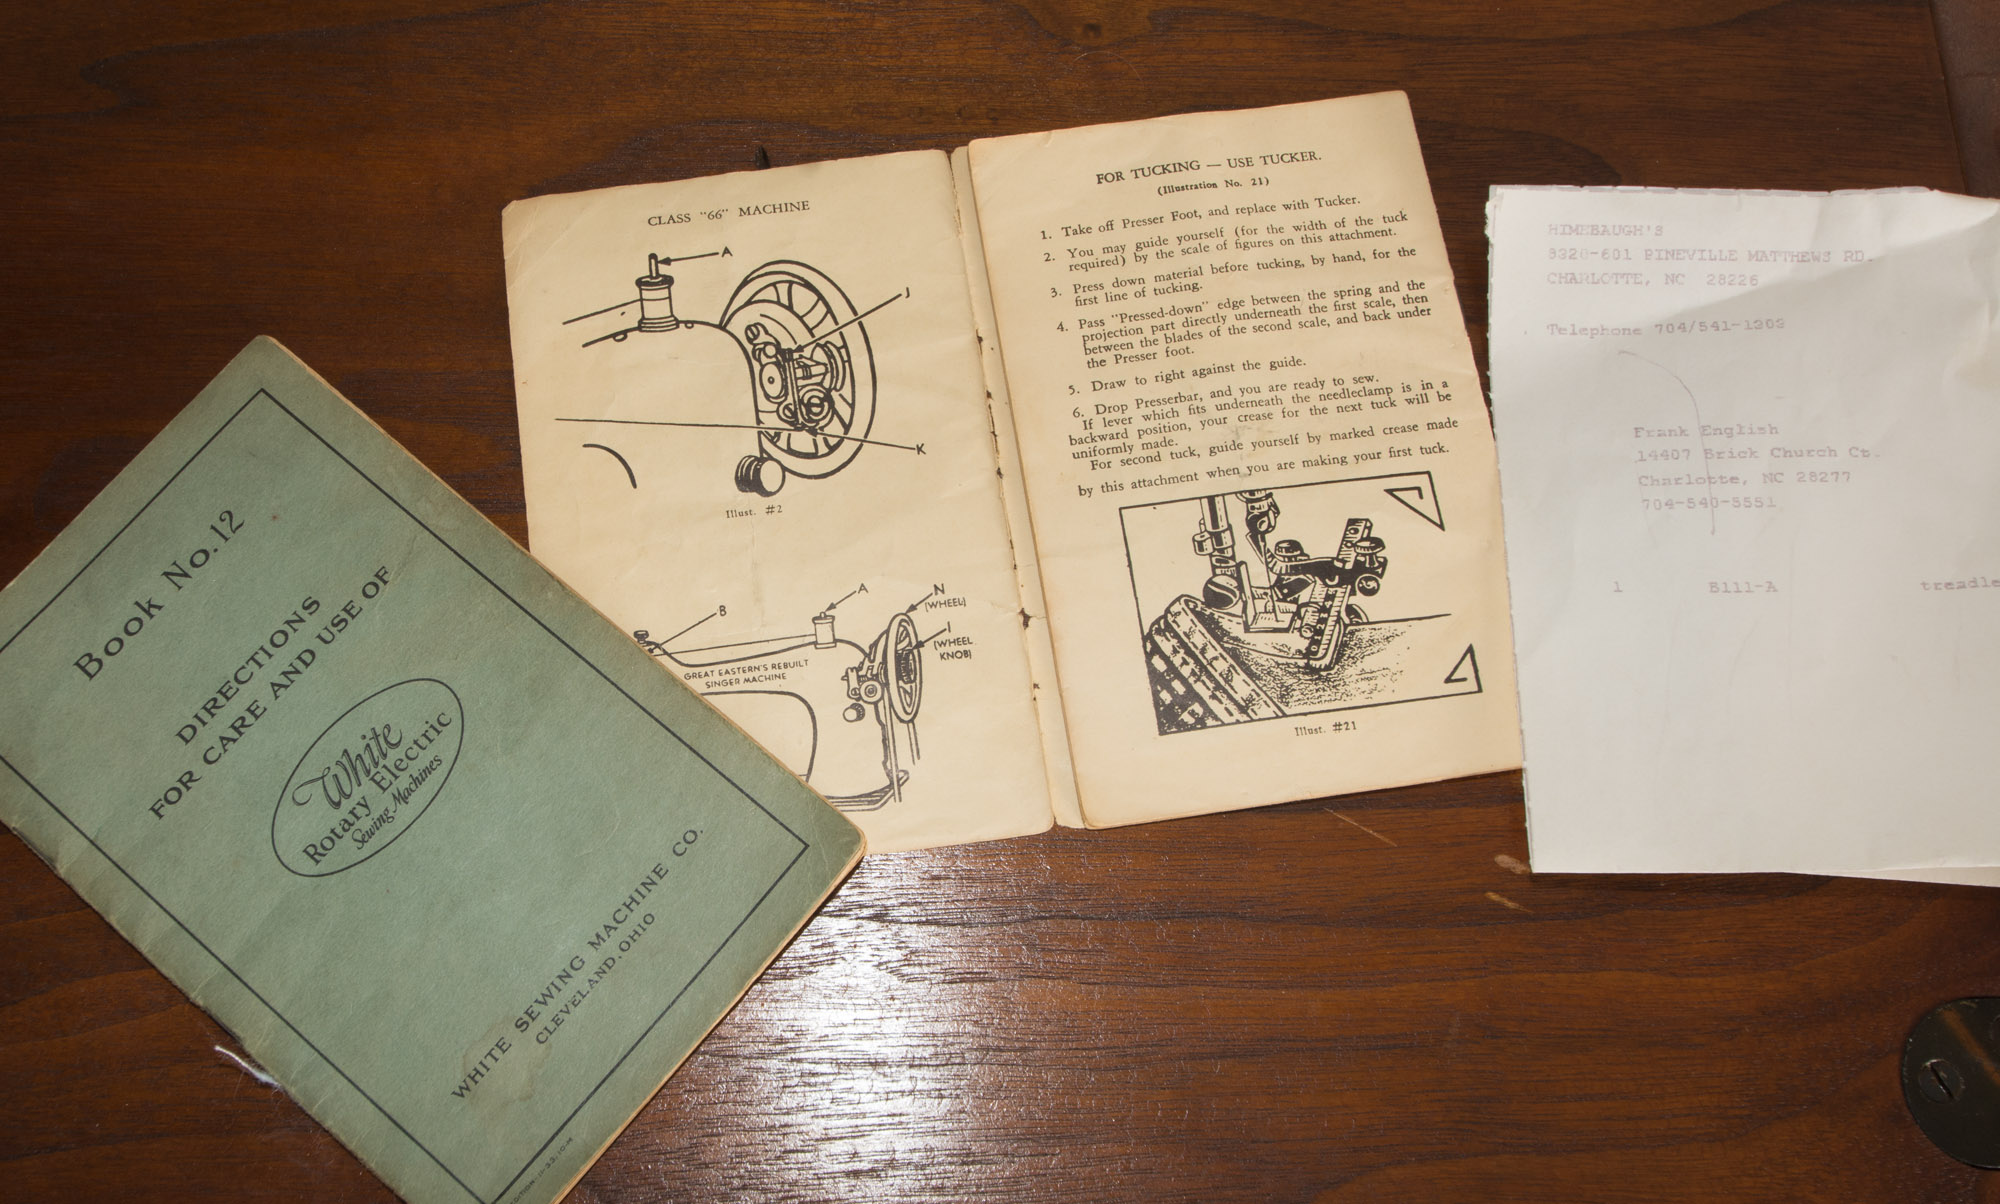 Book No. 12
DIRECTIONS
FOR CARE AND USE OF
White
Rotary Electric
Sewing Machines
WHITE SEWING MACHINE CO.
CLEVELAND, OHIO
CLASS "66" MACHINE
A
J
K
Illust. #2
B
A
N
(WHEEL)
I
(WHEEL
KNOB)
GREAT EASTERN'S REBUILT
SINGER MACHINE
FOR TUCKING — USE TUCKER.
(Illustration No. 21)
1. Take off Presser Foot, and replace with Tucker.
2. You may guide yourself (for the width of the tuck
required) by the scale of figures on this attachment.
3. Press down material before tucking, by hand, for the
first line of tucking.
4. Pass "Pressed-down" edge between the spring and the
projection part directly underneath the first scale, then
between the blades of the second scale, and back under
the Presser foot.
5. Draw to right against the guide.
6. Drop Presserbar, and you are ready to sew.
If lever which fits underneath the needleclamp is in a
backward position, your crease for the next tuck will be
uniformly made.
For second tuck, guide yourself by marked crease made
by this attachment when you are making your first tuck.
Illust. #21
HIMEBAUGH'S
8320-601 PINEVILLE MATTHEWS RD.
CHARLOTTE, NC 28226
Telephone 704/541-1202
Frank English
14407 Brick Church Ct.
Charlotte, NC 28277
704-540-8551
1 B111-A treadle